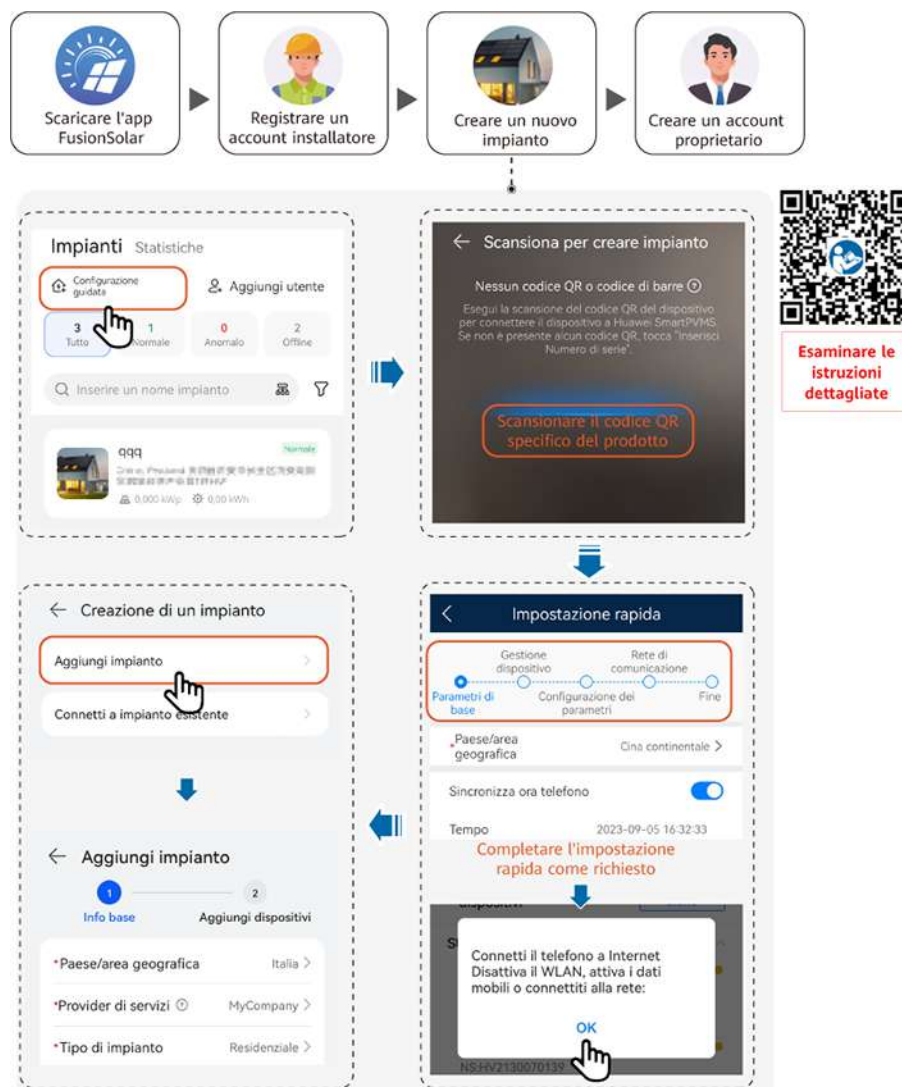 Scaricare l'app
FusionSolar
Registrare un
account installatore
Creare un nuovo
impianto
Creare un account
proprietario
Impianti Statistiche
Configurazione
guidata
Aggiungi utente
3
Tutto
1
Normale
0
Anomalo
2
Offline
Inserire un nome impianto
qqq
Normale
0,000 kWp
0,00 kWh
Scansiona per creare impianto
Nessun codice QR o codice di barre
Esegui la scansione del codice QR del dispositivo
per connettere il dispositivo a Huawei SmartPVMS.
Se non è presente alcun codice QR, tocca "Inserisci
Numero di serie".
Scansionare il codice QR
specifico del prodotto
Esaminare le
istruzioni
dettagliate
Impostazione rapida
Gestione
dispositivo
Rete di
comunicazione
Parametri di
base
Configurazione dei
parametri
Fine
*Paese/area
geografica
Cina continentale >
Sincronizza ora telefono
Tempo
2023-09-05 16:32:33
Completare l'impostazione
rapida come richiesto
dispositivi
Connetti il telefono a Internet
Disattiva il WLAN, attiva i dati
mobili o connettiti alla rete:
OK
NS:HV2130070139
Creazione di un impianto
Aggiungi impianto
Connetti a impianto esistente
Aggiungi impianto
1
Info base
2
Aggiungi dispositivi
*Paese/area geografica
Italia >
*Provider di servizi
MyCompany >
*Tipo di impianto
Residenziale >